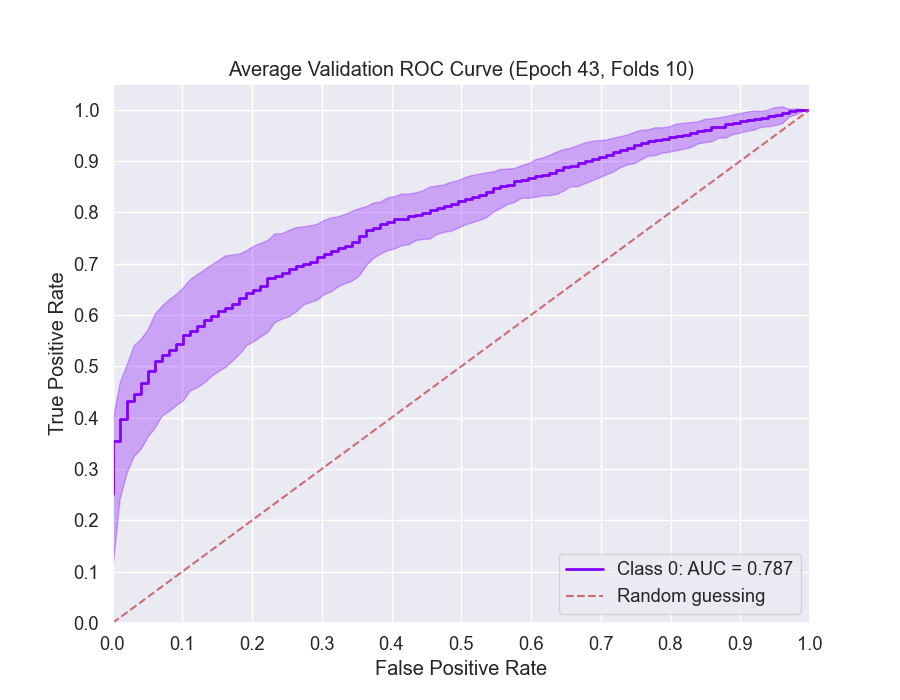 Average Validation ROC Curve (Epoch 43, Folds 10)
True Positive Rate
1.0
0.9
0.8
0.7
0.6
0.5
0.4
0.3
0.2
0.1
0.0
Class 0: AUC = 0.787
Random guessing
0.0 0.1 0.2 0.3 0.4 0.5 0.6 0.7 0.8 0.9 1.0
False Positive Rate